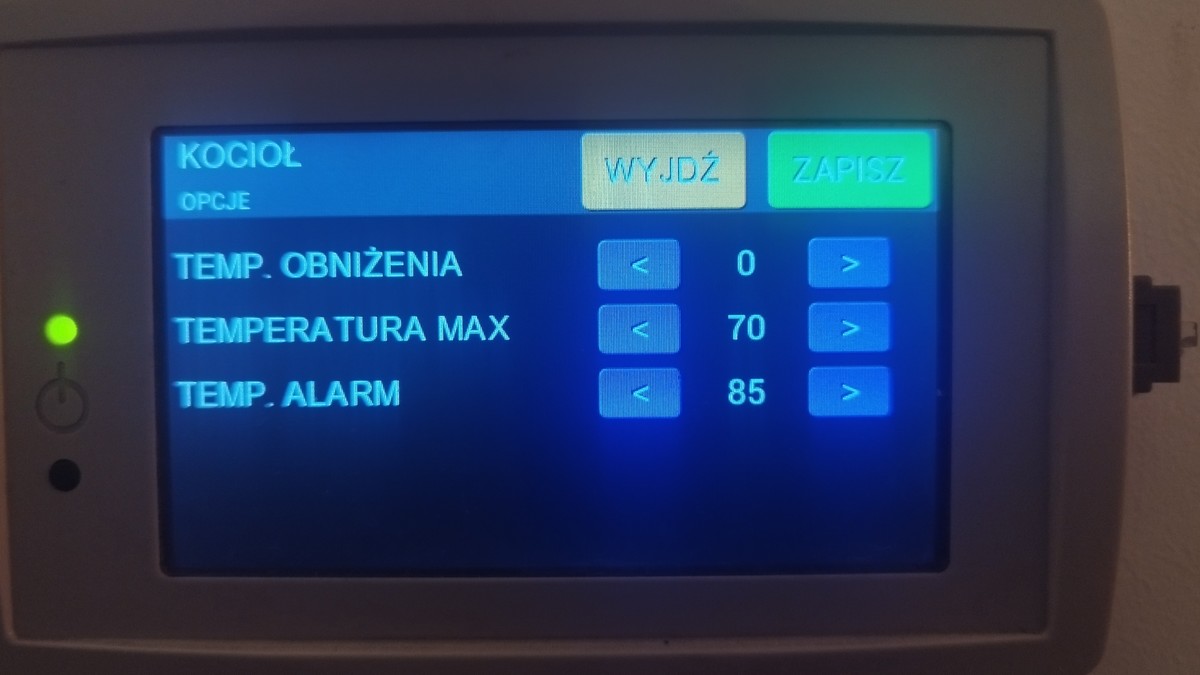 KOCIOŁ
OPCJE
WYJDŹ
ZAPISZ
TEMP. OBNIŻENIA < 0 >
TEMPERATURA MAX < 70 >
TEMP. ALARM < 85 >